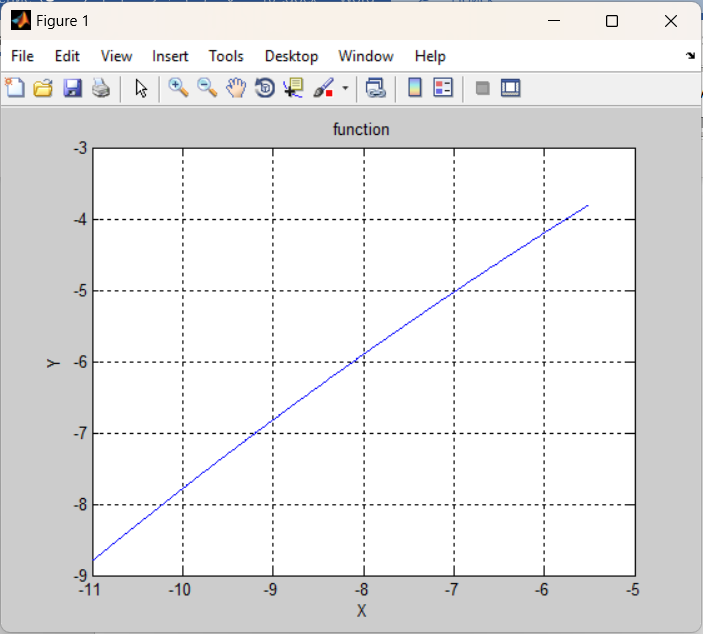 Figure 1
File Edit View Insert Tools Desktop Window Help
function
-3
-4
-5
-6
-7
-8
-9
Y
-11 -10 -9 -8 -7 -6 -5
X